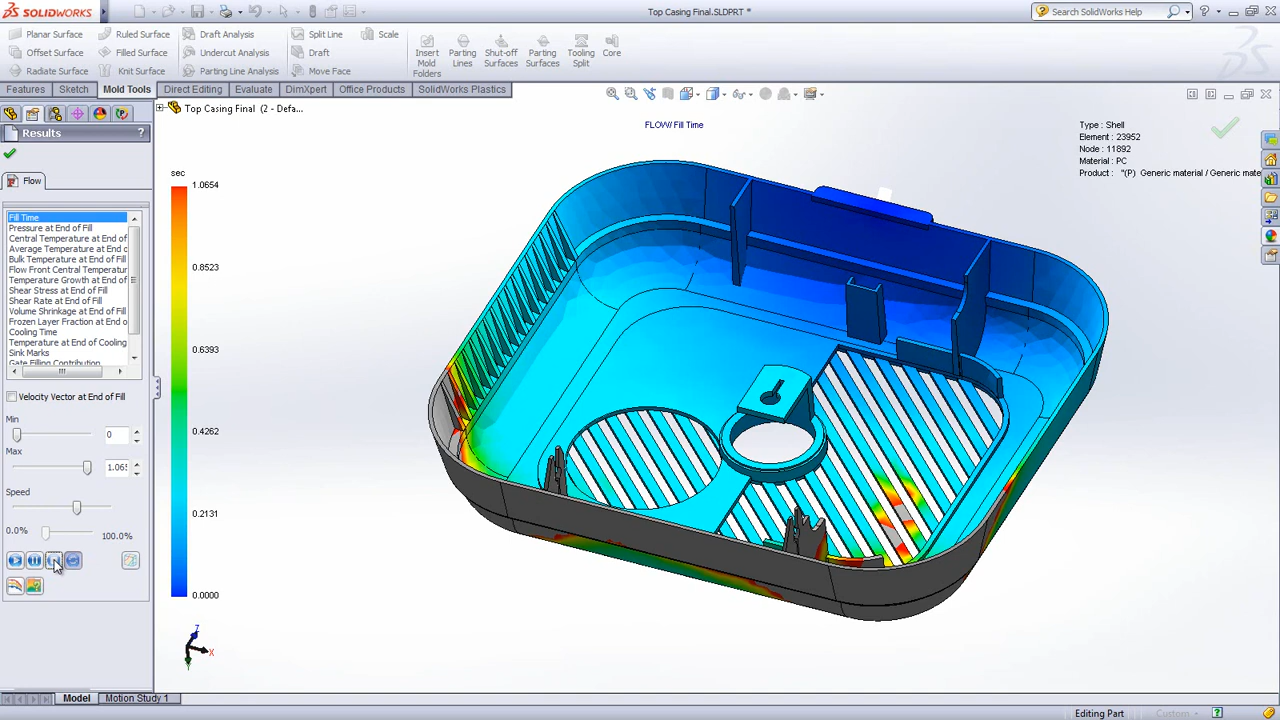 SOLIDWORKS
Top Casing Final.SLDPRT *
Search SolidWorks Help
Planar Surface
Ruled Surface
Draft Analysis
Split Line
Scale
Offset Surface
Filled Surface
Undercut Analysis
Draft
Radiate Surface
Knit Surface
Parting Line Analysis
Move Face
Insert Mold Folders
Parting Lines
Shut-off Surfaces
Parting Surfaces
Tooling Split
Core
Features
Sketch
Mold Tools
Direct Editing
Evaluate
DimXpert
Office Products
SolidWorks Plastics
Top Casing Final (2 - Defa...
Results
?
Flow
Fill Time
Pressure at End of Fill
Central Temperature at End of
Average Temperature at End of
Bulk Temperature at End of Fill
Flow Front Central Temperatur
Temperature Growth at End of
Shear Stress at End of Fill
Shear Rate at End of Fill
Volume Shrinkage at End of Fill
Frozen Layer Fraction at End o
Cooling Time
Temperature at End of Cooling
Sink Marks
Gate Filling Contribution
Velocity Vector at End of Fill
Min
0
Max
1.065
Speed
0.0%
100.0%
sec
1.0654
0.8523
0.6393
0.4262
0.2131
0.0000
FLOW/ Fill Time
Type : Shell
Element : 23952
Node : 11892
Material : PC
Product : "(P) Generic material / Generic mate
Z
X
Y
Model
Motion Study 1
Editing Part
Custom